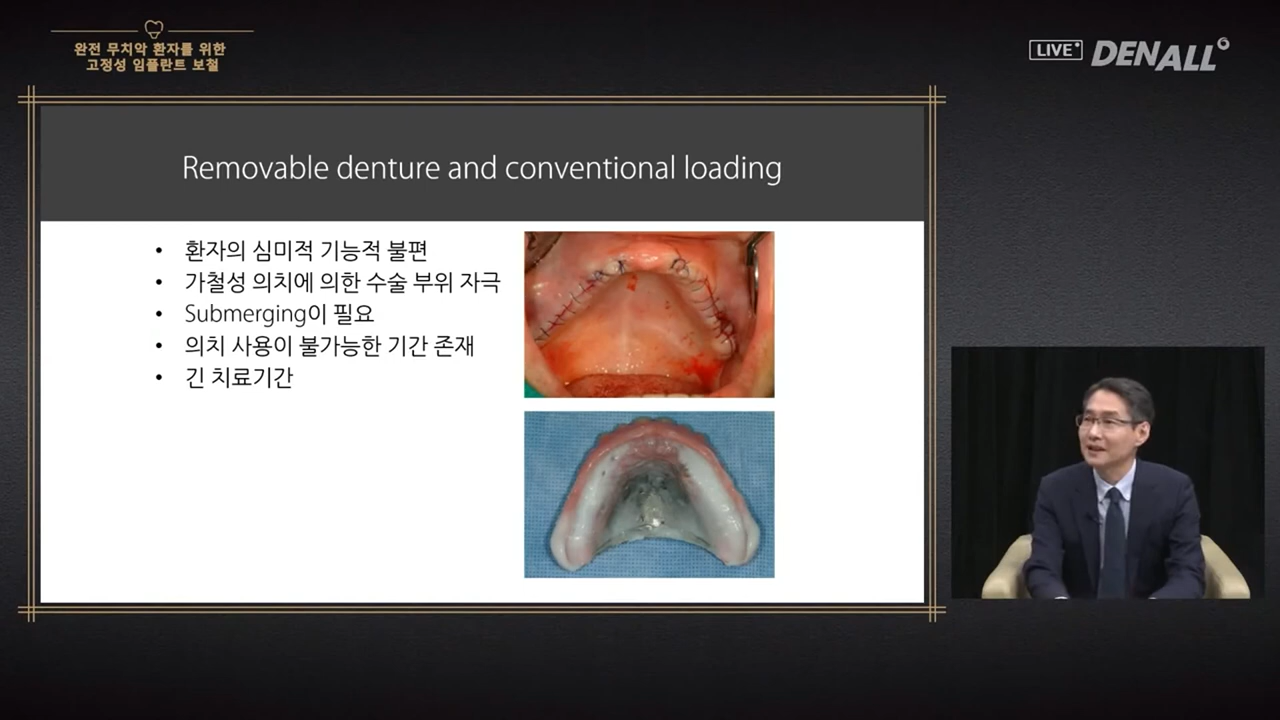 완전 무치악 환자를 위한
고정성 임플란트 보철
LIVE
DENALL
Removable denture and conventional loading
• 환자의 심미적 기능적 불편
• 가철성 의치에 의한 수술 부위 자극
• Submerging이 필요
• 의치 사용이 불가능한 기간 존재
• 긴 치료기간